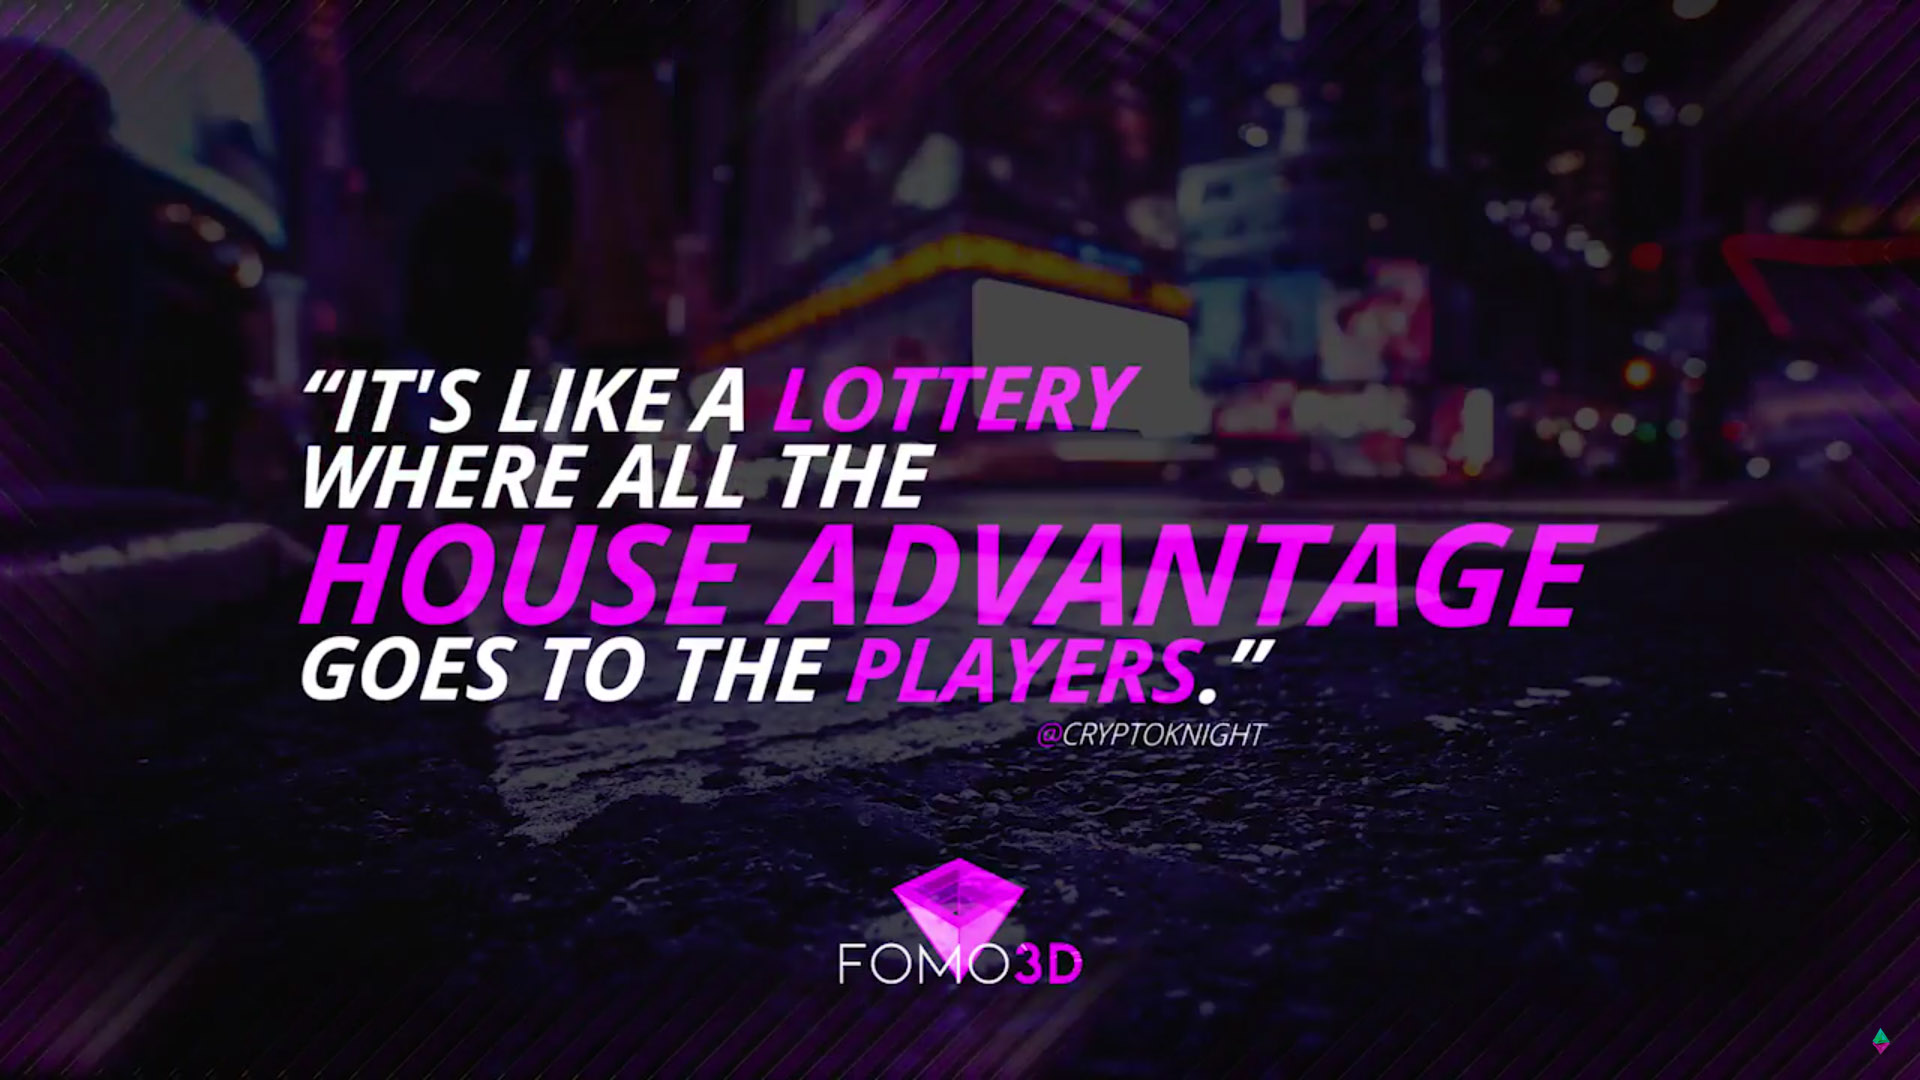 “IT'S LIKE A LOTTERY
WHERE ALL THE
HOUSE ADVANTAGE
GOES TO THE PLAYERS.”
@CRYPTOKNIGHT
FOMO3D